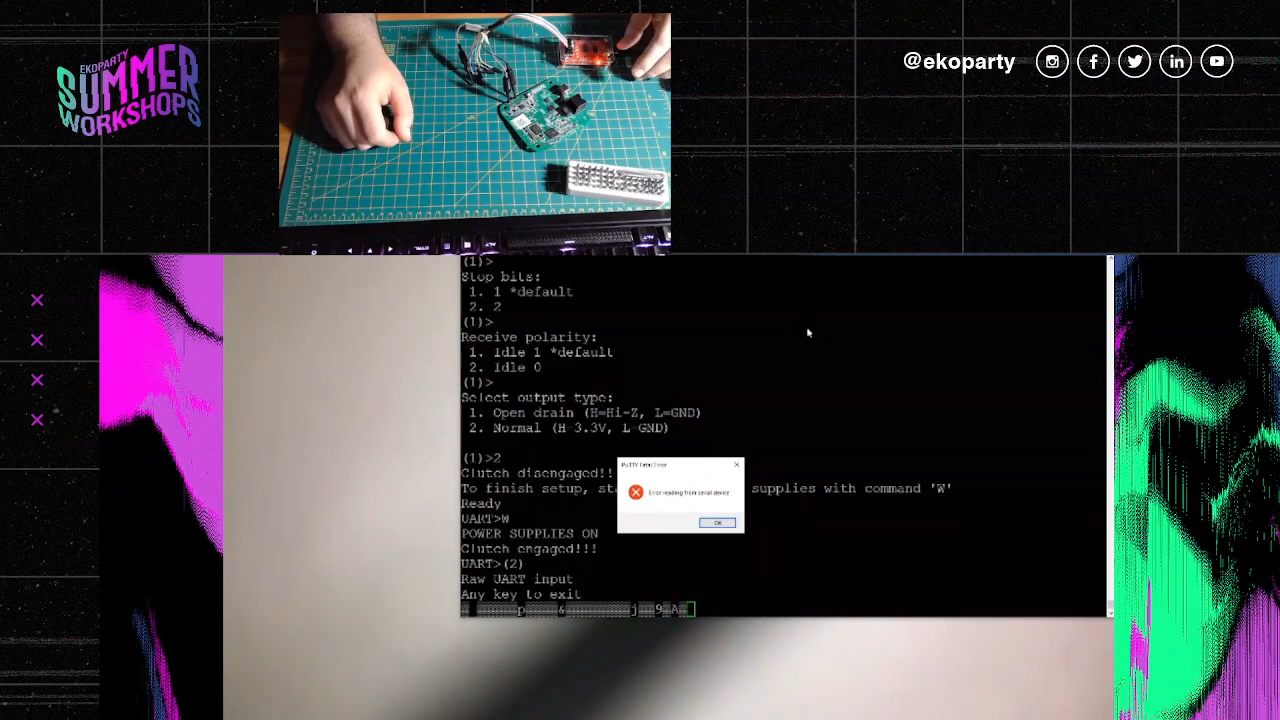 EKOPARTY
SUMMER
WORKSHOPS
@ekoparty
(1)>
Stop bits:
1. 1 *default
2. 2
(1)>
Receive polarity:
1. Idle 1 *default
2. Idle 0
(1)>
Select output type:
1. Open drain (H=Hi-Z, L=GND)
2. Normal (H=3.3V, L=GND)
(1)>2
Clutch disengaged!!
To finish setup, sta supplies with command 'W'
Ready
UART>W
POWER SUPPLIES ON
Clutch engaged!!!
UART>(2)
Raw UART input
Any key to exit
PuTTY Fatal Error
Error reading from serial device
OK